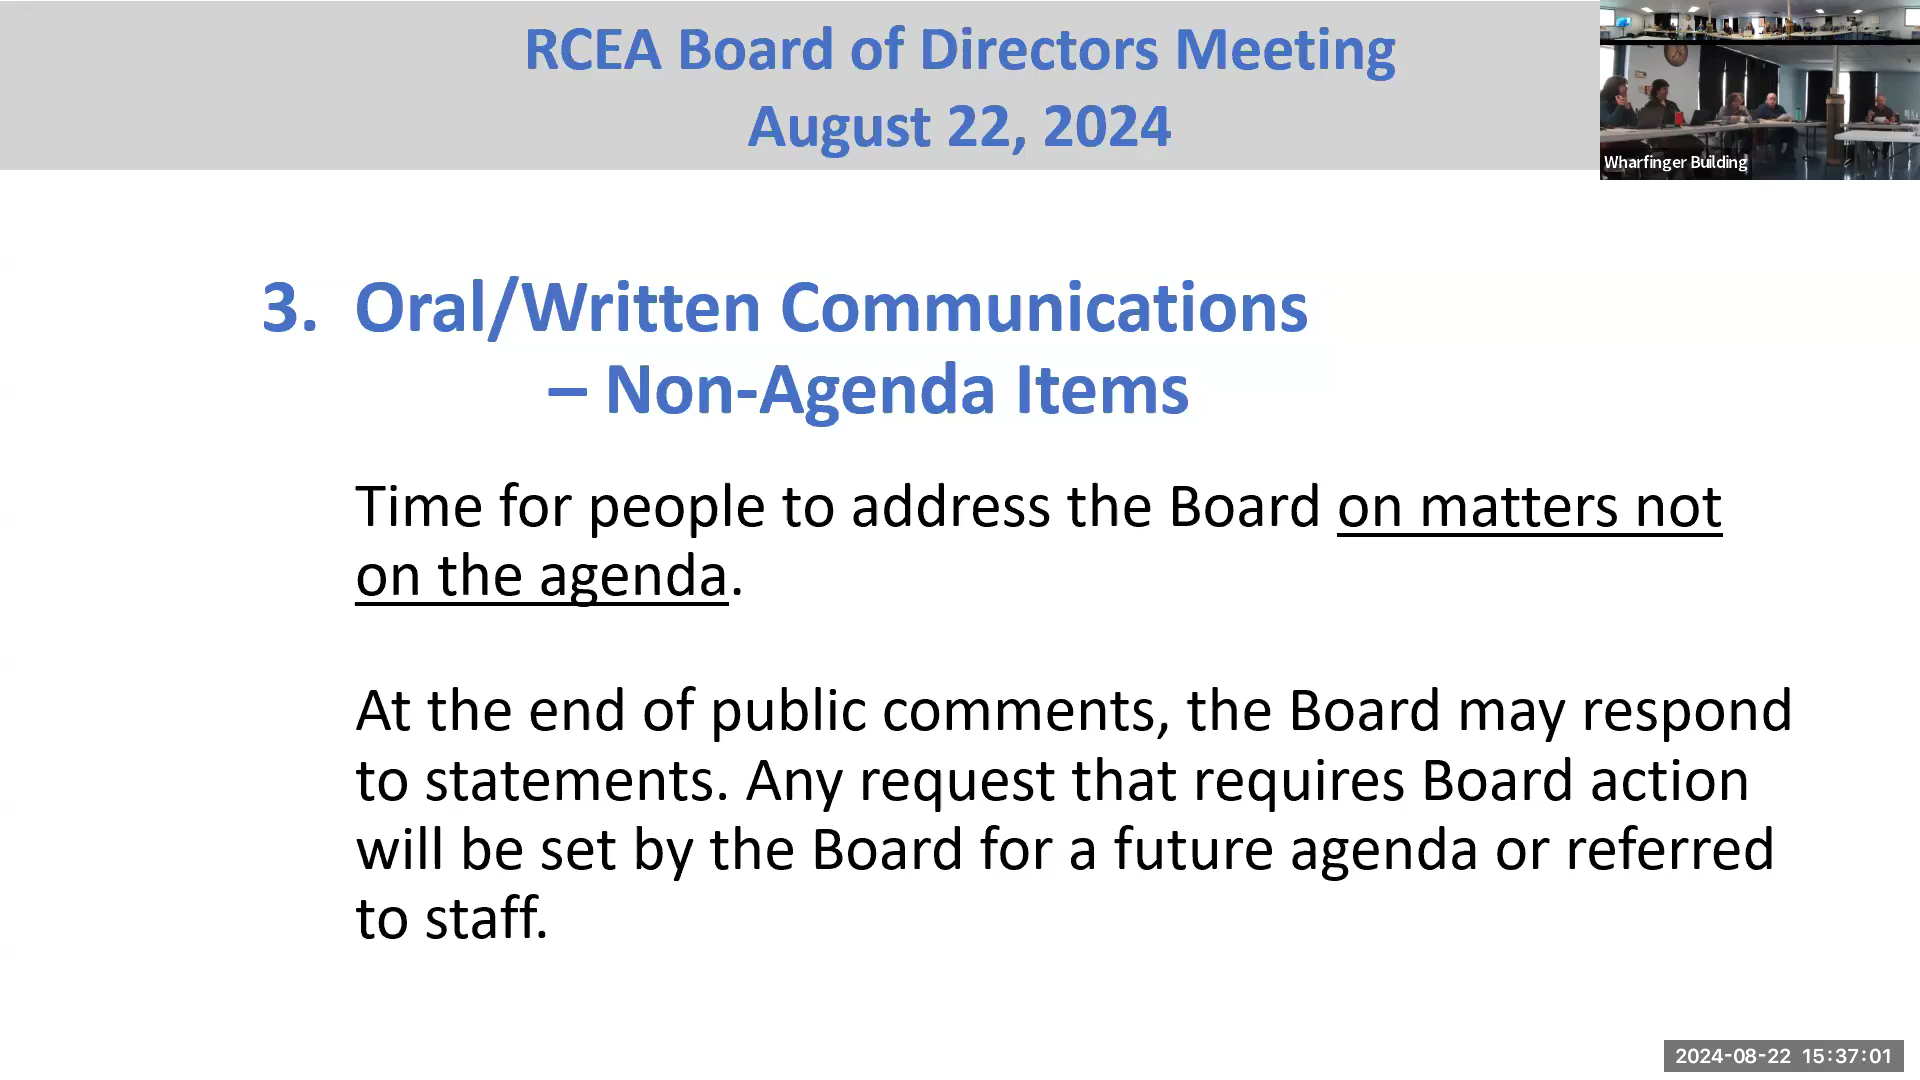 RCEA Board of Directors Meeting
August 22, 2024
Wharfinger Building
3. Oral/Written Communications
– Non-Agenda Items
Time for people to address the Board on matters not
on the agenda.
At the end of public comments, the Board may respond
to statements. Any request that requires Board action
will be set by the Board for a future agenda or referred
to staff.
2024-08-22 15:37:01